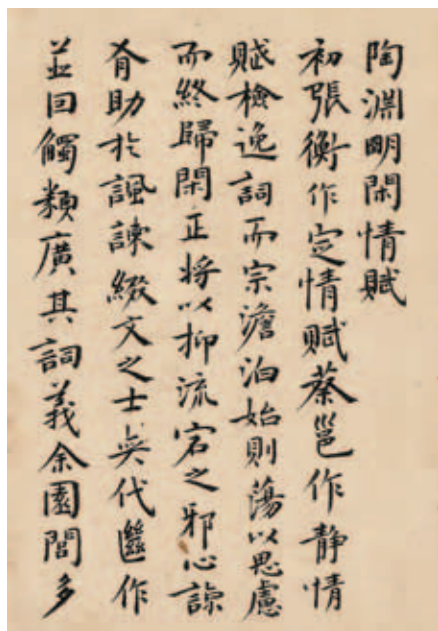 陶淵明閑情賦
初張衡作定情賦蔡邕作静情
賦檢逸詞而宗澹泊始則蕩以思慮
而終歸閑正將以抑流宕之邪心諒
有助於諷諫綴文之士奕代繼作
並因觸類廣其詞義余園閭多